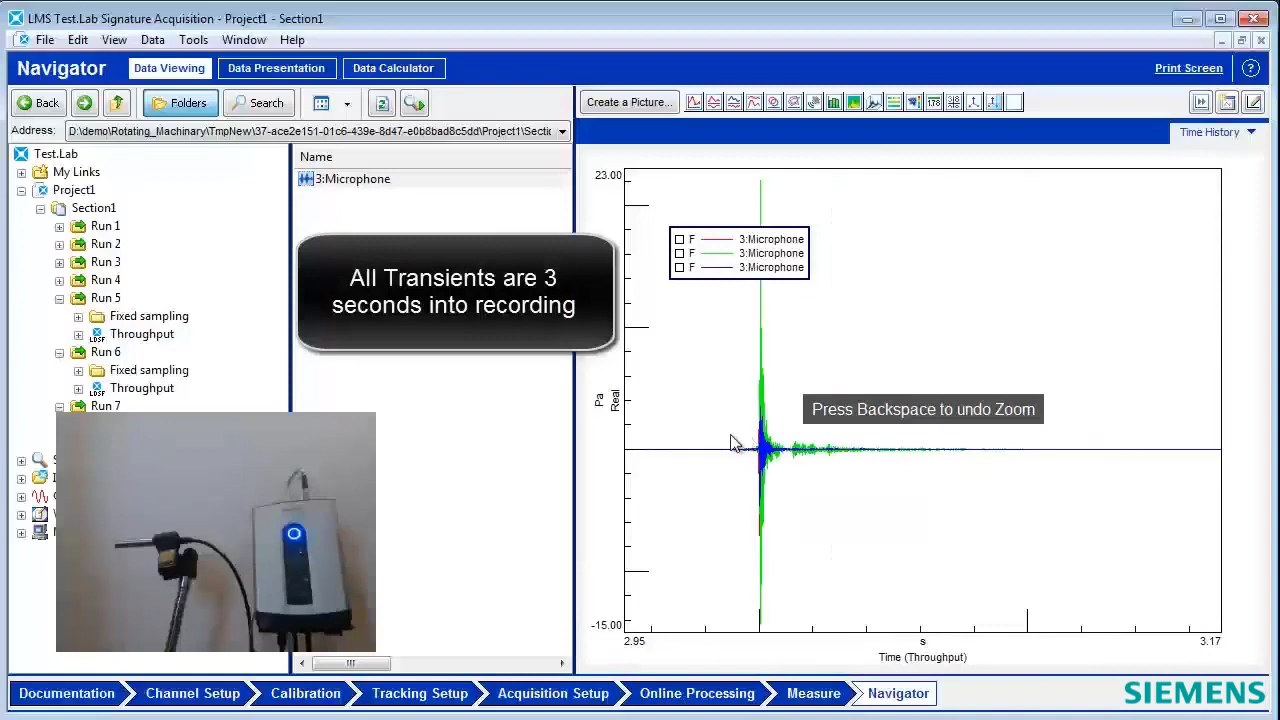 LMS Test.Lab Signature Acquisition - Project1 - Section1
File Edit View Data Tools Window Help
Navigator Data Viewing Data Presentation Data Calculator Print Screen
Back Folders Search Create a Picture...
Address: D:\demo\Rotating_Machinery\TmpNew\37-ace2e151-01c6-439e-8d47-e0b8bad8c5dd\Project1\Sectic
Time History
Test.Lab
My Links
Project1
Section1
Run 1
Run 2
Run 3
Run 4
Run 5
Fixed sampling
LDSF Throughput
Run 6
Fixed sampling
LDSF Throughput
Run 7
Name
3:Microphone
All Transients are 3
seconds into recording
23.00
F 3:Microphone
F 3:Microphone
F 3:Microphone
Pa
Real
Press Backspace to undo Zoom
-15.00
2.95 s 3.17
Time (Throughput)
Documentation Channel Setup Calibration Tracking Setup Acquisition Setup Online Processing Measure Navigator
SIEMENS